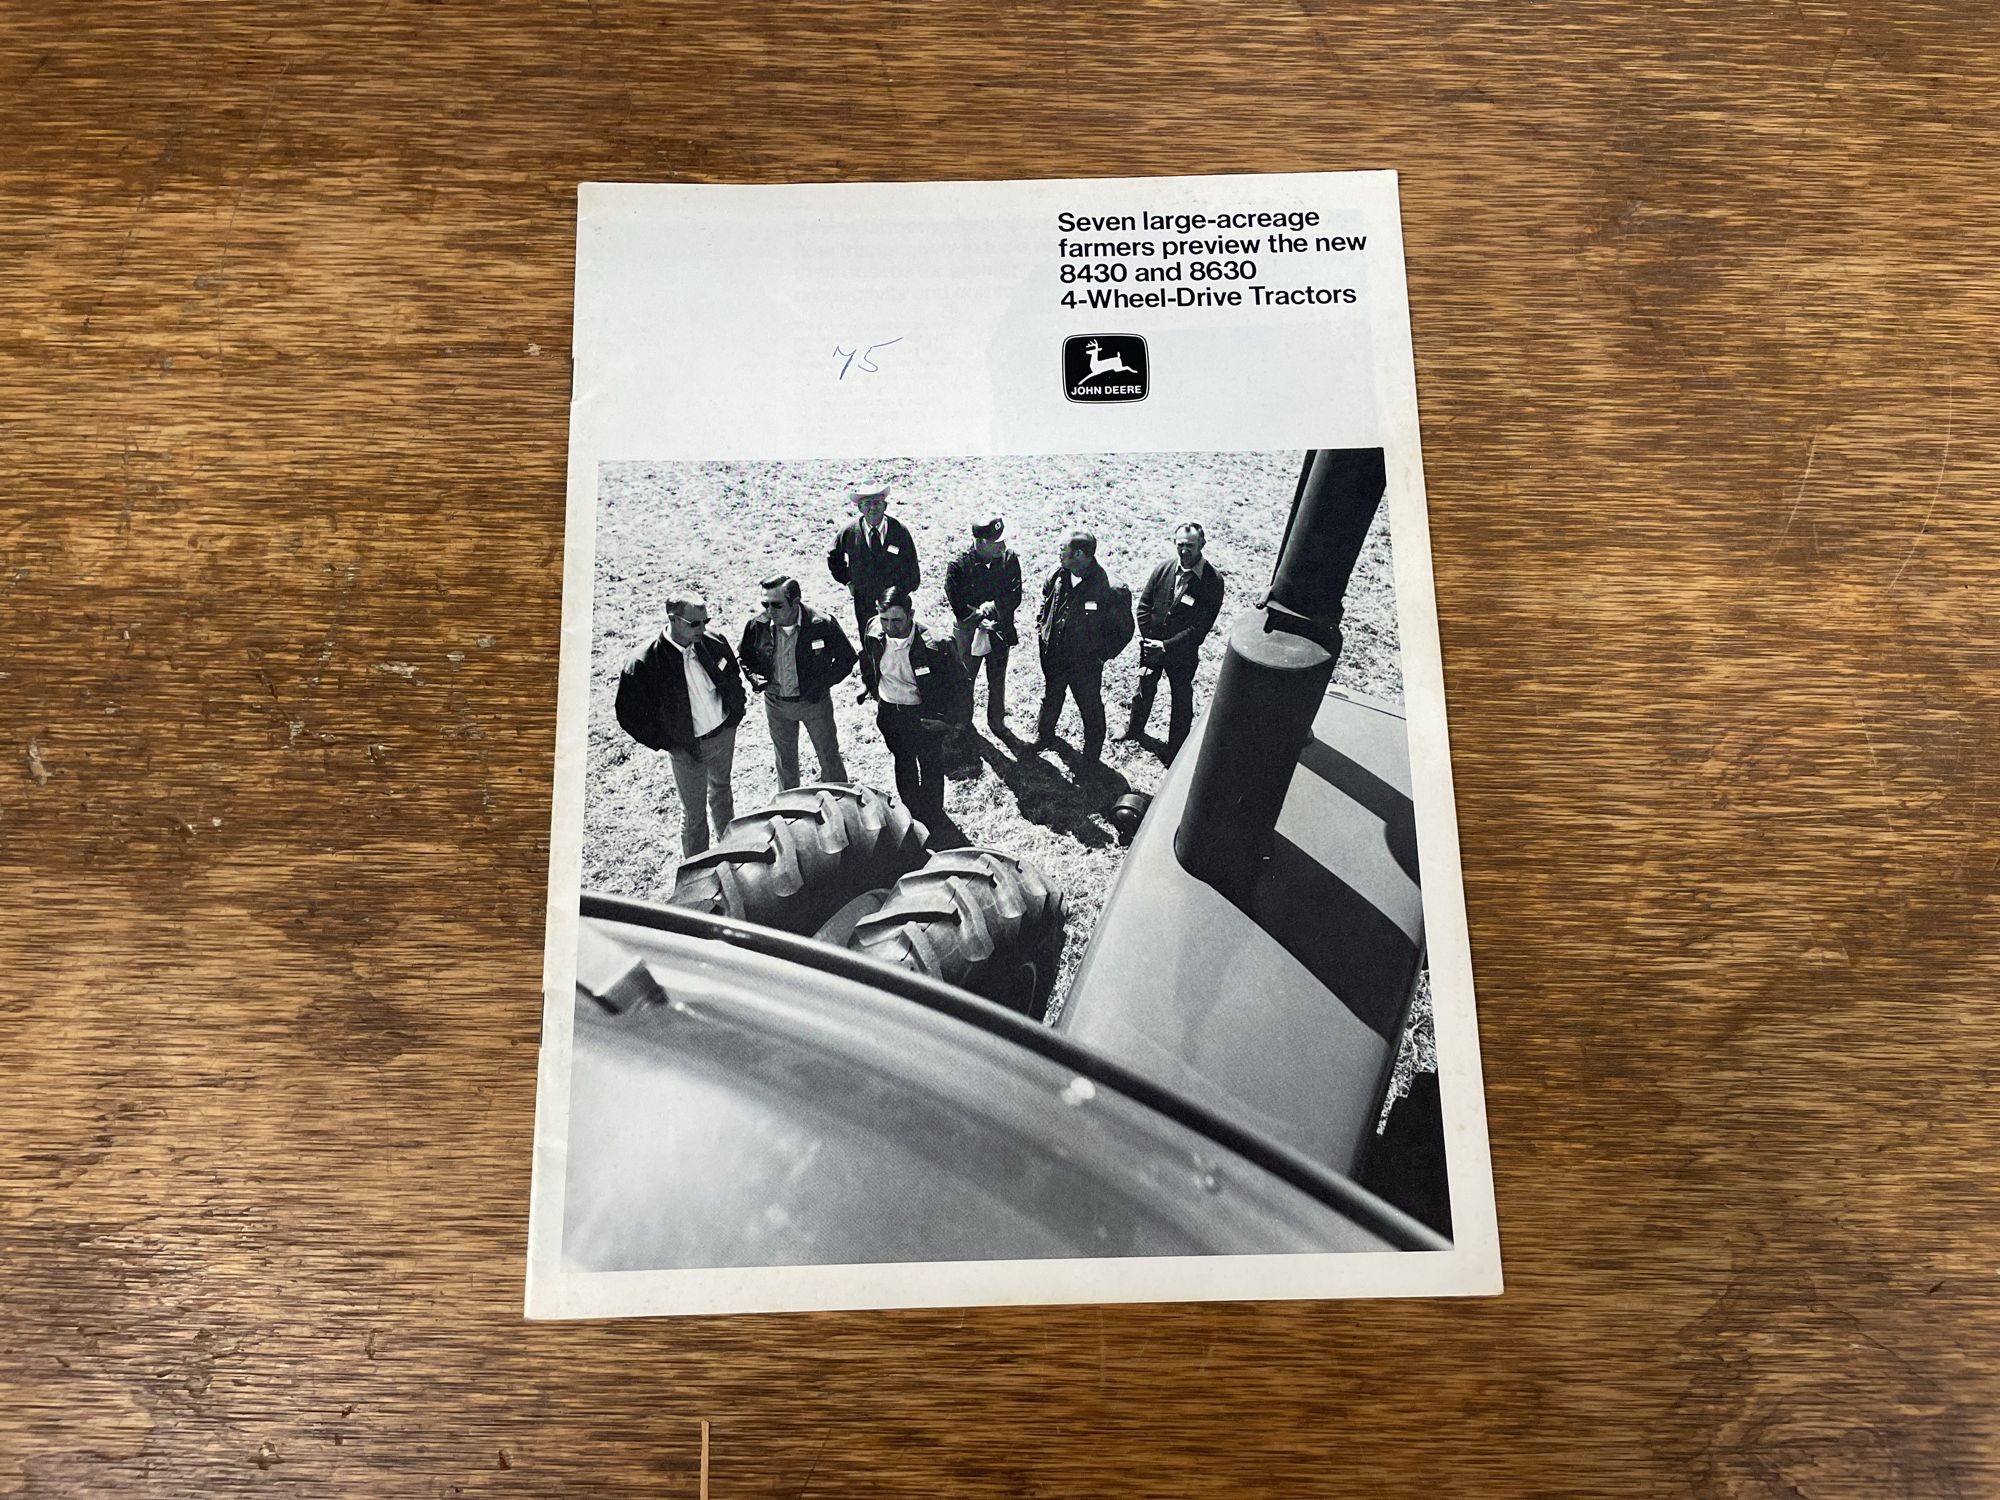 Seven large-acreage
farmers preview the new
8430 and 8630
4-Wheel-Drive Tractors
75
JOHN DEERE